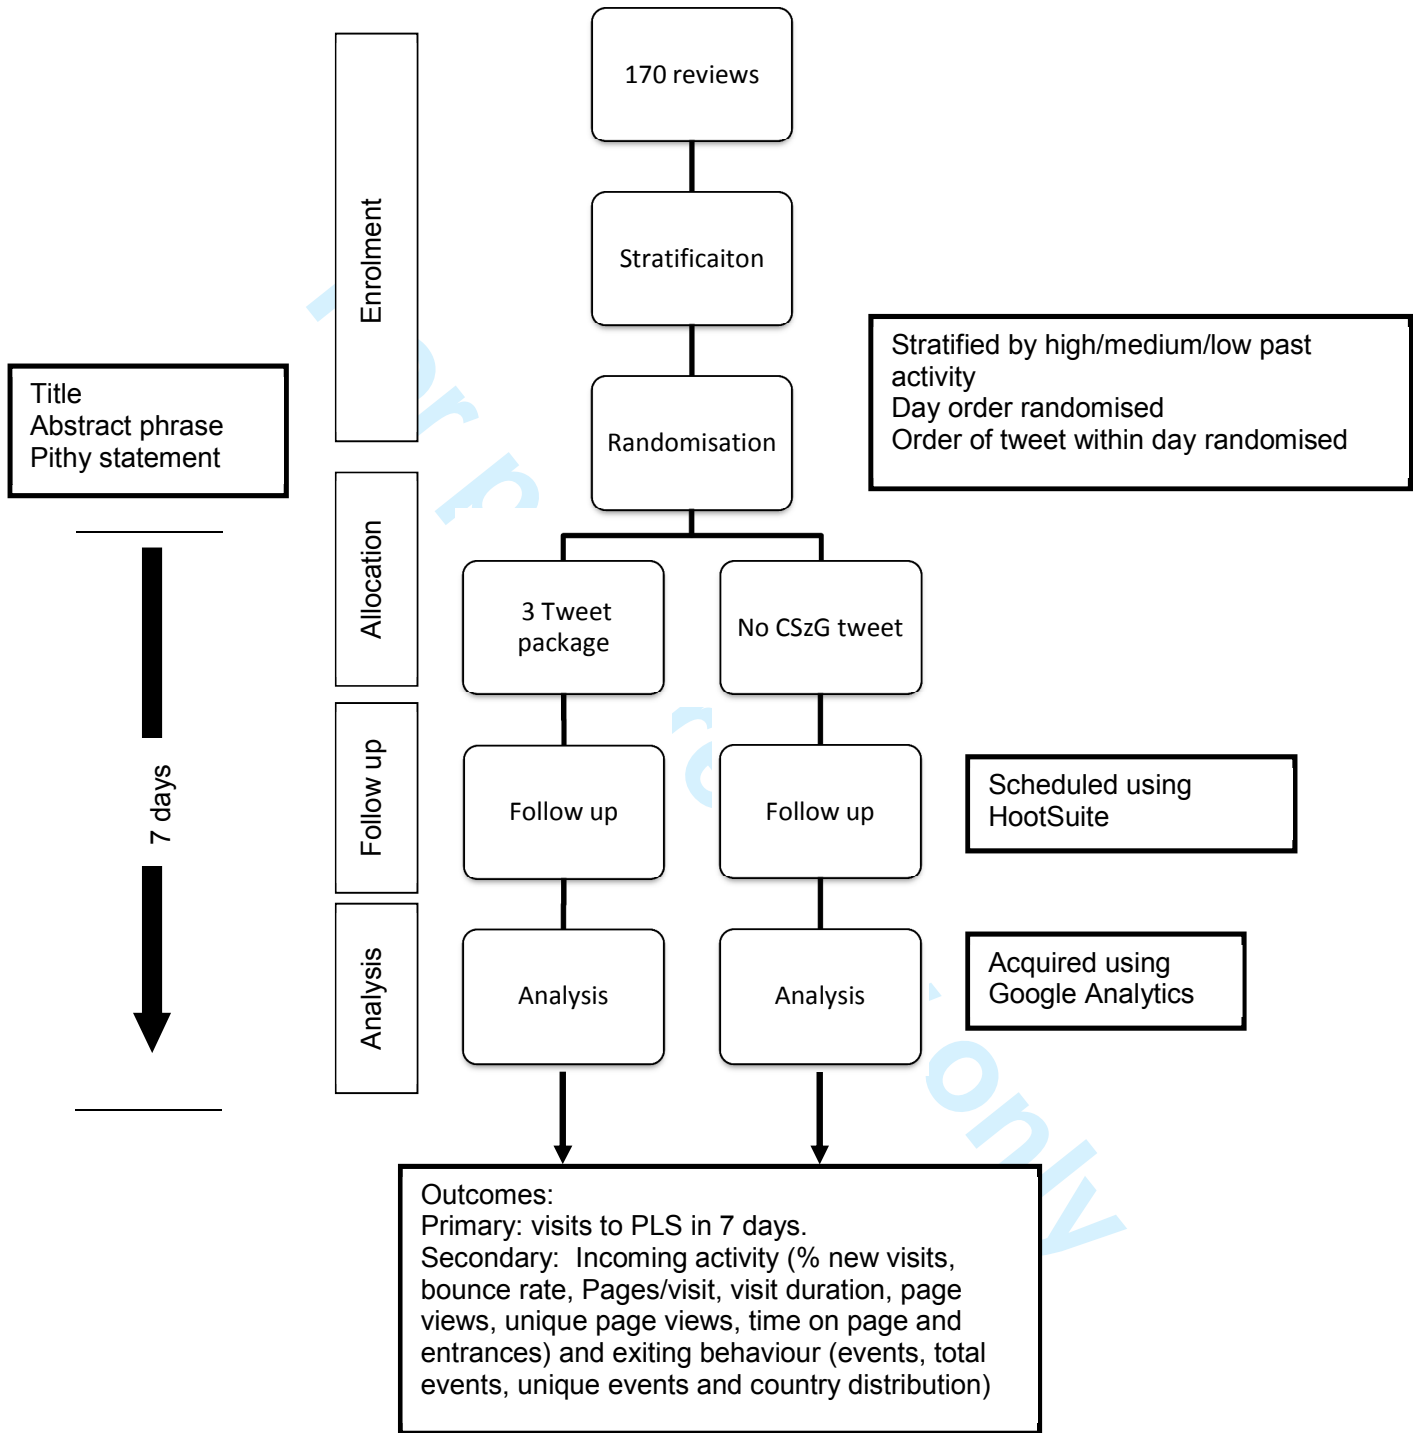 170 reviews
Enrolment
Stratificaiton
Stratified by high/medium/low past
activity
Day order randomised
Order of tweet within day randomised
Title
Abstract phrase
Pithy statement
Randomisation
Allocation
3 Tweet
package
No CSzG tweet
7 days
Follow up
Follow up
Follow up
Scheduled using
HootSuite
Analysis
Analysis
Analysis
Acquired using
Google Analytics
Outcomes:
Primary: visits to PLS in 7 days.
Secondary:  Incoming activity (% new visits,
bounce rate, Pages/visit, visit duration, page
views, unique page views, time on page and
entrances) and exiting behaviour (events, total
events, unique events and country distribution)
only